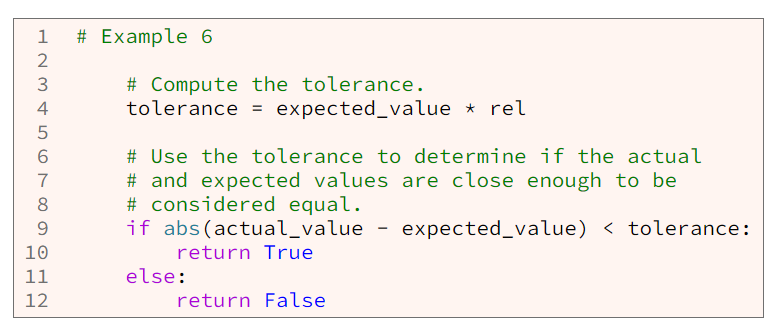 1 # Example 6
2
3 # Compute the tolerance.
4 tolerance = expected_value * rel
5
6 # Use the tolerance to determine if the actual
7 # and expected values are close enough to be
8 # considered equal.
9 if abs(actual_value - expected_value) < tolerance:
10 return True
11 else:
12 return False